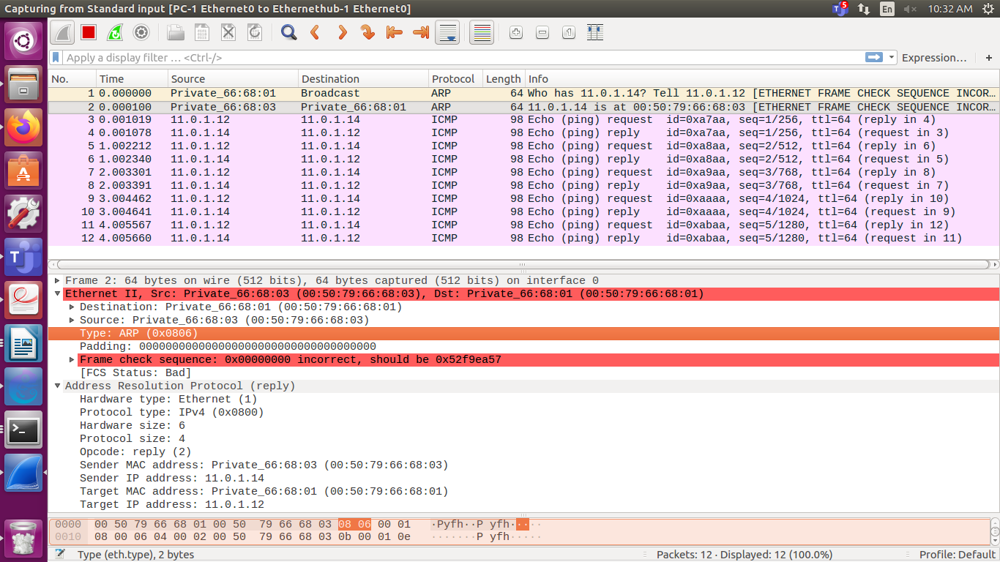 Capturing from Standard input [PC-1 Ethernet0 to Ethernethub-1 Ethernet0]
5
En
10:32 AM
Apply a display filter … <Ctrl-/>
Expression…
+
No. Time Source Destination Protocol Length Info
1 0.000000 Private_66:68:01 Broadcast ARP 64 Who has 11.0.1.14? Tell 11.0.1.12 [ETHERNET FRAME CHECK SEQUENCE INCOR…
2 0.000100 Private_66:68:03 Private_66:68:01 ARP 64 11.0.1.14 is at 00:50:79:66:68:03 [ETHERNET FRAME CHECK SEQUENCE INCOR…
3 0.001019 11.0.1.12 11.0.1.14 ICMP 98 Echo (ping) request id=0xa7aa, seq=1/256, ttl=64 (reply in 4)
4 0.001078 11.0.1.14 11.0.1.12 ICMP 98 Echo (ping) reply id=0xa7aa, seq=1/256, ttl=64 (request in 3)
5 1.002212 11.0.1.12 11.0.1.14 ICMP 98 Echo (ping) request id=0xa8aa, seq=2/512, ttl=64 (reply in 6)
6 1.002340 11.0.1.14 11.0.1.12 ICMP 98 Echo (ping) reply id=0xa8aa, seq=2/512, ttl=64 (request in 5)
7 2.003301 11.0.1.12 11.0.1.14 ICMP 98 Echo (ping) request id=0xa9aa, seq=3/768, ttl=64 (reply in 8)
8 2.003391 11.0.1.14 11.0.1.12 ICMP 98 Echo (ping) reply id=0xa9aa, seq=3/768, ttl=64 (request in 7)
9 3.004462 11.0.1.12 11.0.1.14 ICMP 98 Echo (ping) request id=0xaaaa, seq=4/1024, ttl=64 (reply in 10)
10 3.004641 11.0.1.14 11.0.1.12 ICMP 98 Echo (ping) reply id=0xaaaa, seq=4/1024, ttl=64 (request in 9)
11 4.005567 11.0.1.12 11.0.1.14 ICMP 98 Echo (ping) request id=0xabaa, seq=5/1280, ttl=64 (reply in 12)
12 4.005660 11.0.1.14 11.0.1.12 ICMP 98 Echo (ping) reply id=0xabaa, seq=5/1280, ttl=64 (request in 11)
Frame 2: 64 bytes on wire (512 bits), 64 bytes captured (512 bits) on interface 0
Ethernet II, Src: Private_66:68:03 (00:50:79:66:68:03), Dst: Private_66:68:01 (00:50:79:66:68:01)
Destination: Private_66:68:01 (00:50:79:66:68:01)
Source: Private_66:68:03 (00:50:79:66:68:03)
Type: ARP (0x0806)
Padding: 000000000000000000000000000000000000
Frame check sequence: 0x00000000 incorrect, should be 0x52f9ea57
[FCS Status: Bad]
Address Resolution Protocol (reply)
Hardware type: Ethernet (1)
Protocol type: IPv4 (0x0800)
Hardware size: 6
Protocol size: 4
Opcode: reply (2)
Sender MAC address: Private_66:68:03 (00:50:79:66:68:03)
Sender IP address: 11.0.1.14
Target MAC address: Private_66:68:01 (00:50:79:66:68:01)
Target IP address: 11.0.1.12
0000 00 50 79 66 68 01 00 50 79 66 68 03 08 06 00 01 ·Pyfh··P yfh·····
0010 08 00 06 04 00 02 00 50 79 66 68 03 0b 00 01 0e ·······P yfh·····
Type (eth.type), 2 bytes
Packets: 12 · Displayed: 12 (100.0%)
Profile: Default